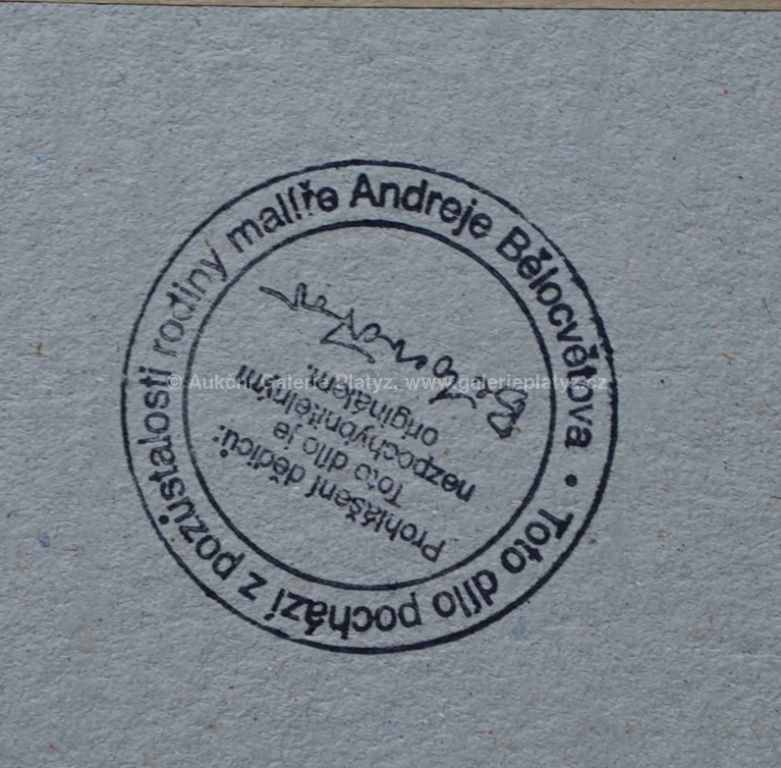 Toto dílo pochází z pozůstalosti rodiny malíře Andreje Bělocvětova •
Prohlášení dědiců:
Toto dílo je
nezpochybnitelným
originálem.
© Aukční Galerie Platýz, www.galerieplatyz.cz